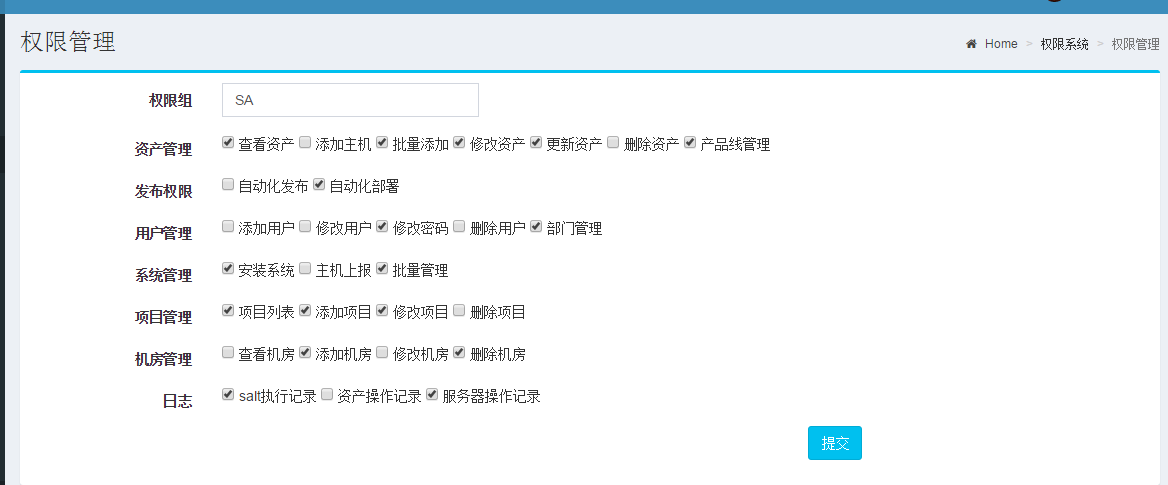 权限管理
Home > 权限系统 > 权限管理
权限组 SA
资产管理 查看资产 添加主机 批量添加 修改资产 更新资产 删除资产 产品线管理
发布权限 自动化发布 自动化部署
用户管理 添加用户 修改用户 修改密码 删除用户 部门管理
系统管理 安装系统 主机上报 批量管理
项目管理 项目列表 添加项目 修改项目 删除项目
机房管理 查看机房 添加机房 修改机房 删除机房
日志 salt执行记录 资产操作记录 服务器操作记录
提交